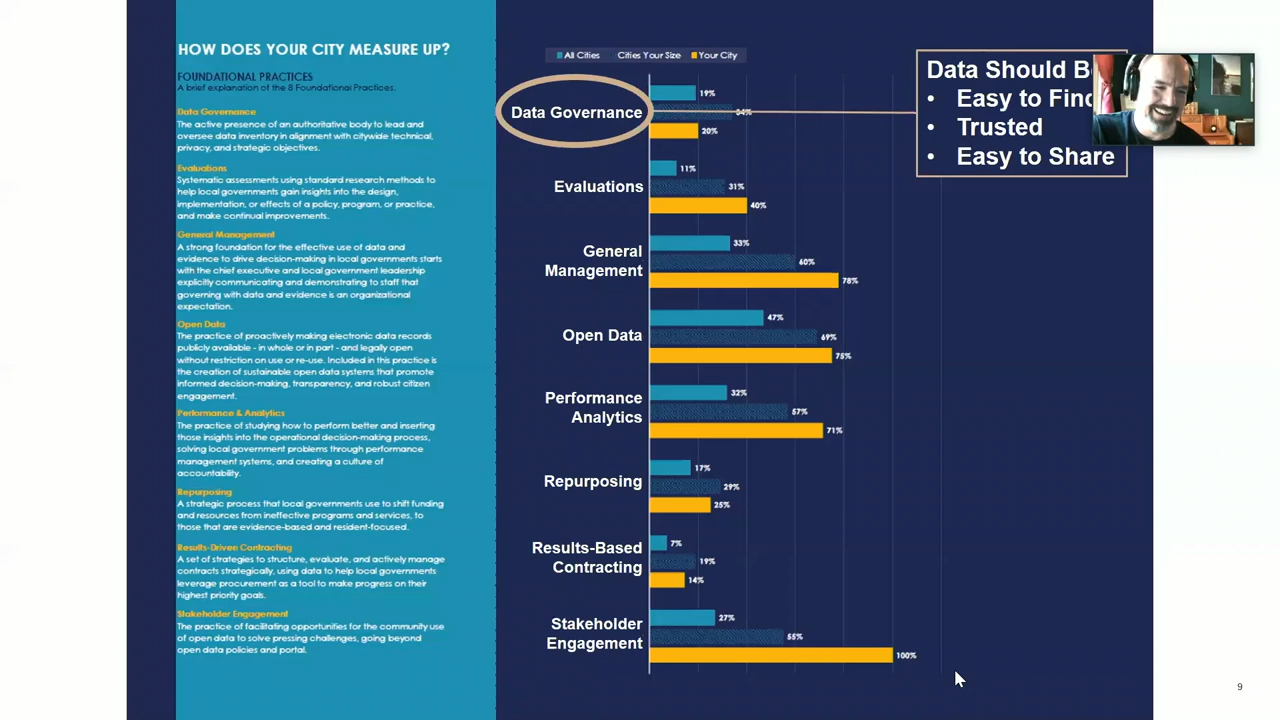 HOW DOES YOUR CITY MEASURE UP?
FOUNDATIONAL PRACTICES
A brief explanation of the 8 Foundational Practices.
Data Governance
The active presence of an authoritative body to lead and
oversee data inventory in alignment with citywide technical,
privacy, and strategic objectives.
Evaluations
Systematic assessments using standard research methods to
help local governments gain insights into the design,
implementation, or effects of a policy, program, or practice,
and make continual improvements.
General Management
A strong foundation for the effective use of data and
evidence to drive decision-making in local governments starts
with the chief executive and local government leadership
explicitly communicating and demonstrating to staff that
governing with data and evidence is an organizational
expectation.
Open Data
The practice of proactively making electronic data records
publicly available - in whole or in part - and legally open
without restriction on use or re-use. Included in this practice is
the creation of sustainable open data systems that promote
informed decision-making, transparency, and robust citizen
engagement.
Performance & Analytics
The practice of studying how to perform better and inserting
those insights into the operational decision-making process,
solving local government problems through performance
management systems, and creating a culture of
accountability.
Repurposing
A strategic process that local governments use to shift funding
and resources from ineffective programs and services, to
those that are evidence-based and resident-focused.
Results-Driven Contracting
A set of strategies to structure, evaluate, and actively manage
contracts strategically, using data to help local governments
leverage procurement as a tool to make progress on their
highest priority goals.
Stakeholder Engagement
The practice of facilitating opportunities for the community use
of open data to solve pressing challenges, going beyond
open data policies and portal.
All Cities Cities Your Size Your City
Data Governance
19%
20%
Evaluations
11%
31%
40%
General
Management
33%
60%
78%
Open Data
47%
69%
75%
Performance
Analytics
32%
57%
71%
Repurposing
17%
29%
25%
Results-Based
Contracting
7%
19%
14%
Stakeholder
Engagement
27%
55%
100%
Data Should
• Easy to
• Trusted
• Easy to Share
9